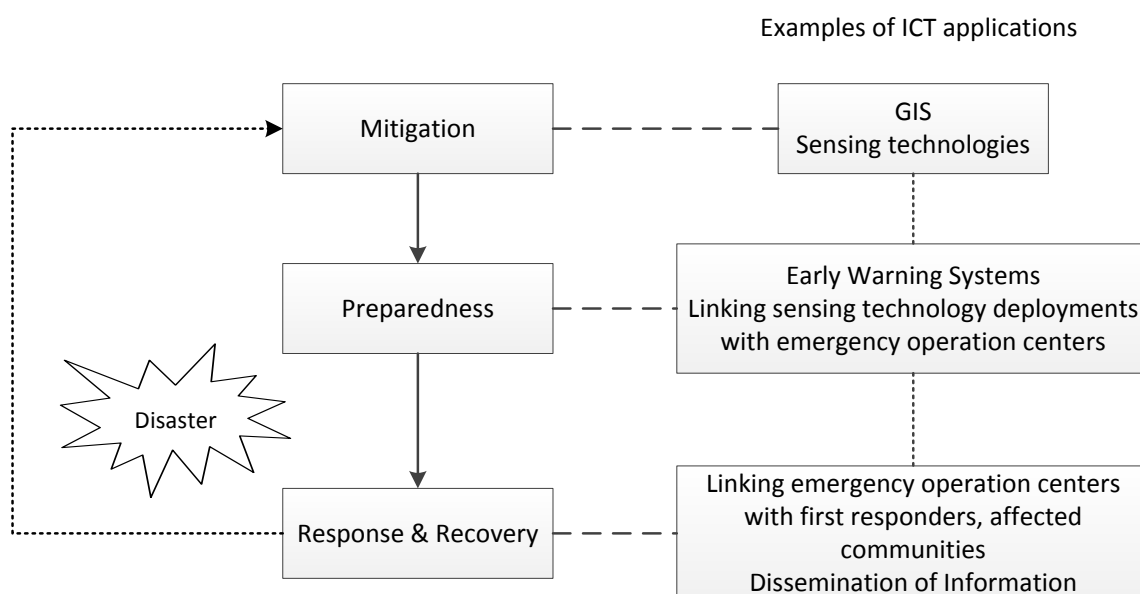 Examples of ICT applications
Mitigation
GIS
Sensing technologies
Preparedness
Early Warning Systems
Linking sensing technology deployments
with emergency operation centers
Disaster
Response & Recovery
Linking emergency operation centers
with first responders, affected
communities
Dissemination of Information